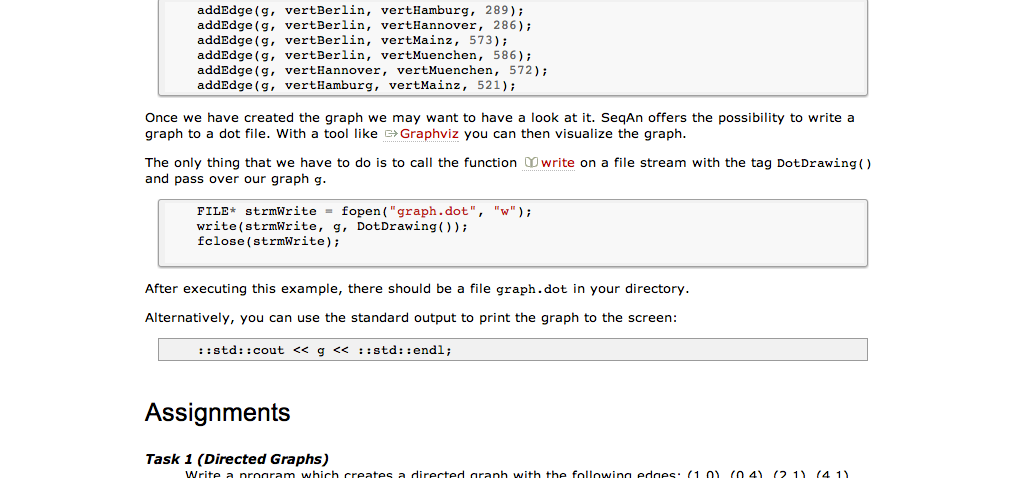 addEdge(g, vertBerlin, vertHamburg, 289);
addEdge(g, vertBerlin, vertHannover, 286);
addEdge(g, vertBerlin, vertMainz, 573);
addEdge(g, vertBerlin, vertMuenchen, 586);
addEdge(g, vertHannover, vertMuenchen, 572);
addEdge(g, vertHamburg, vertMainz, 521);
Once we have created the graph we may want to have a look at it. SeqAn offers the possibility to write a
graph to a dot file. With a tool like Graphviz you can then visualize the graph.
The only thing that we have to do is to call the function write on a file stream with the tag DotDrawing()
and pass over our graph g.
FILE* strmWrite = fopen("graph.dot", "w");
write(strmWrite, g, DotDrawing());
fclose(strmWrite);
After executing this example, there should be a file graph.dot in your directory.
Alternatively, you can use the standard output to print the graph to the screen:
::std::cout << g << ::std::endl;
Assignments
Task 1 (Directed Graphs)
Write a program which creates a directed graph with the following edges: (1,0), (0,4), (2,1), (4,1),